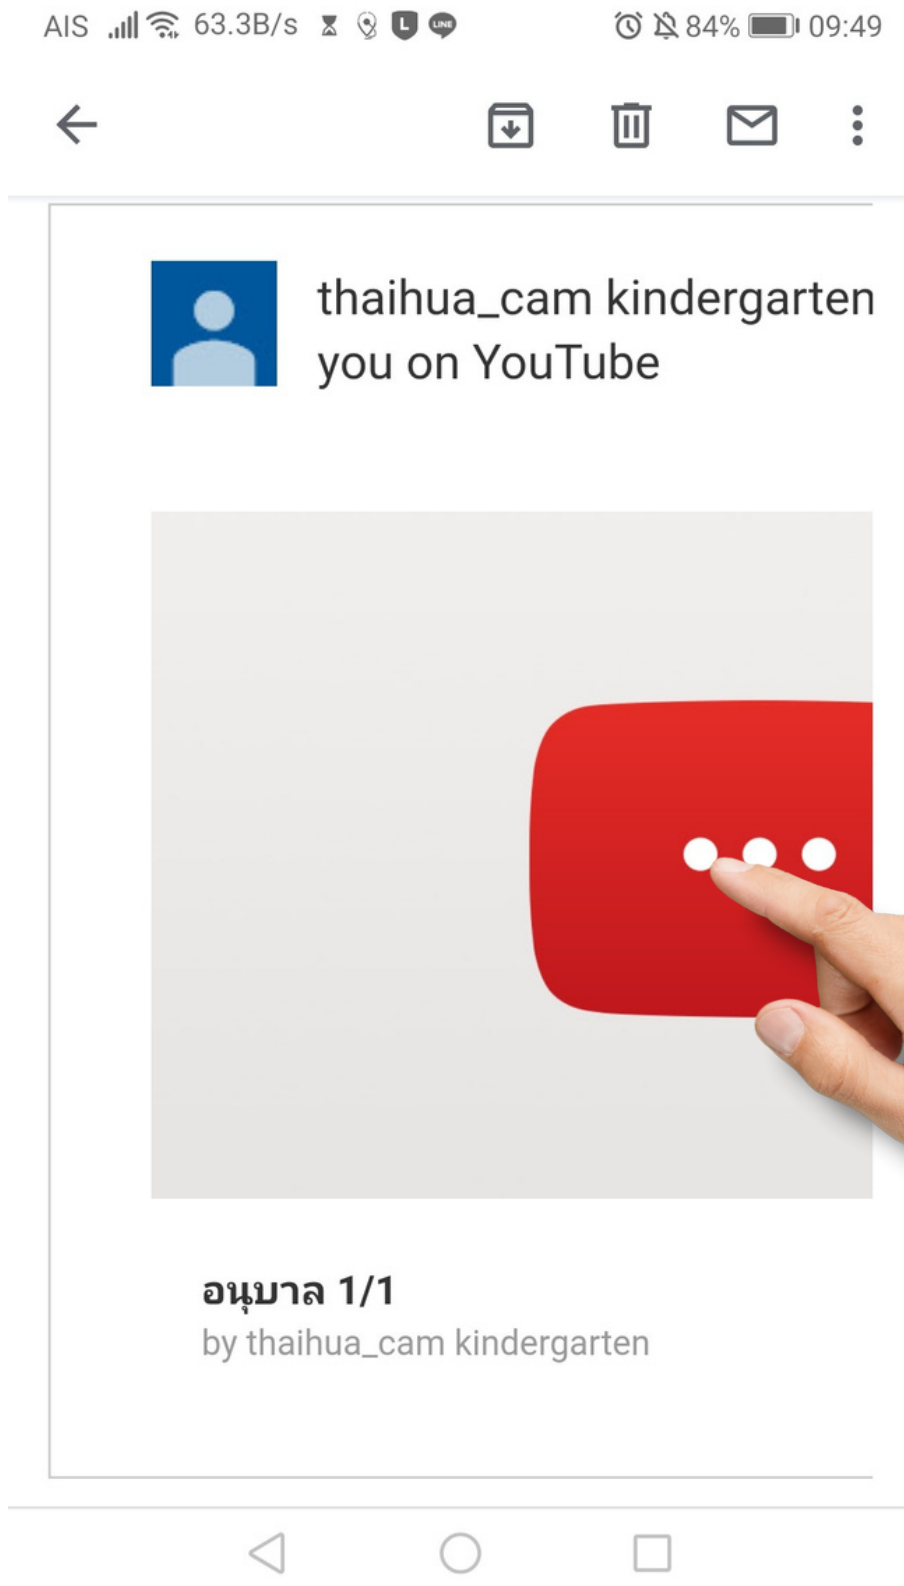 AIS 63.3B/s L LINE 84% 09:49
thaihua_cam kindergarten
you on YouTube
อนุบาล 1/1
by thaihua_cam kindergarten